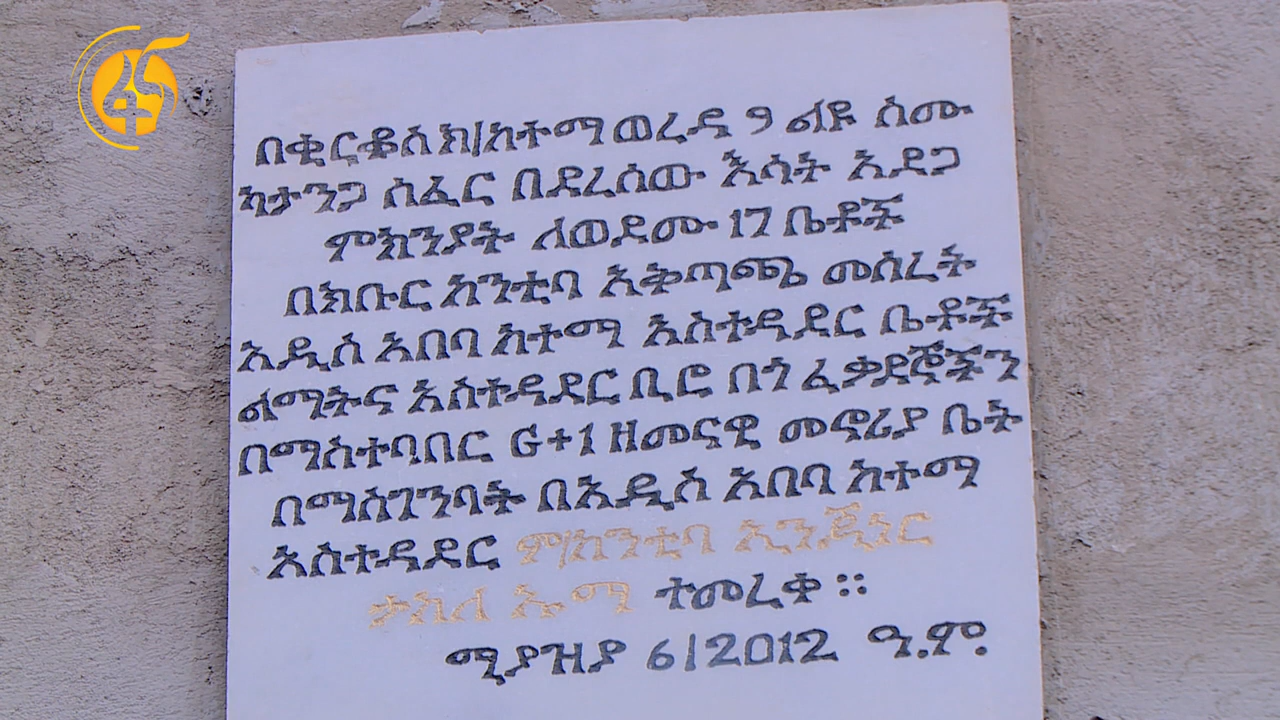 ፋና
በቂርቆስ ክ/ከተማ ወረዳ 9 ልዩ ስሙ
ካታንጋ ሰፈር በደረሰው እሳት አደጋ
ምክንያት ለወደሙ 17 ቤቶች
በክቡር ከንቲባ አቅጣጫ መሰረት
አዲስ አበባ ከተማ አስተዳደር ቤቶች
ልማትና አስተዳደር ቢሮ በጎ ፈቃደኞችን
በማስተባበር G+1 ዘመናዊ መኖሪያ ቤት
በማስገንባት በአዲስ አበባ ከተማ
አስተዳደር ም/ከንቲባ ኢንጂነር
ታከለ ኡማ ተመረቀ ።
ሚያዝያ 6/2012 ዓ.ም.